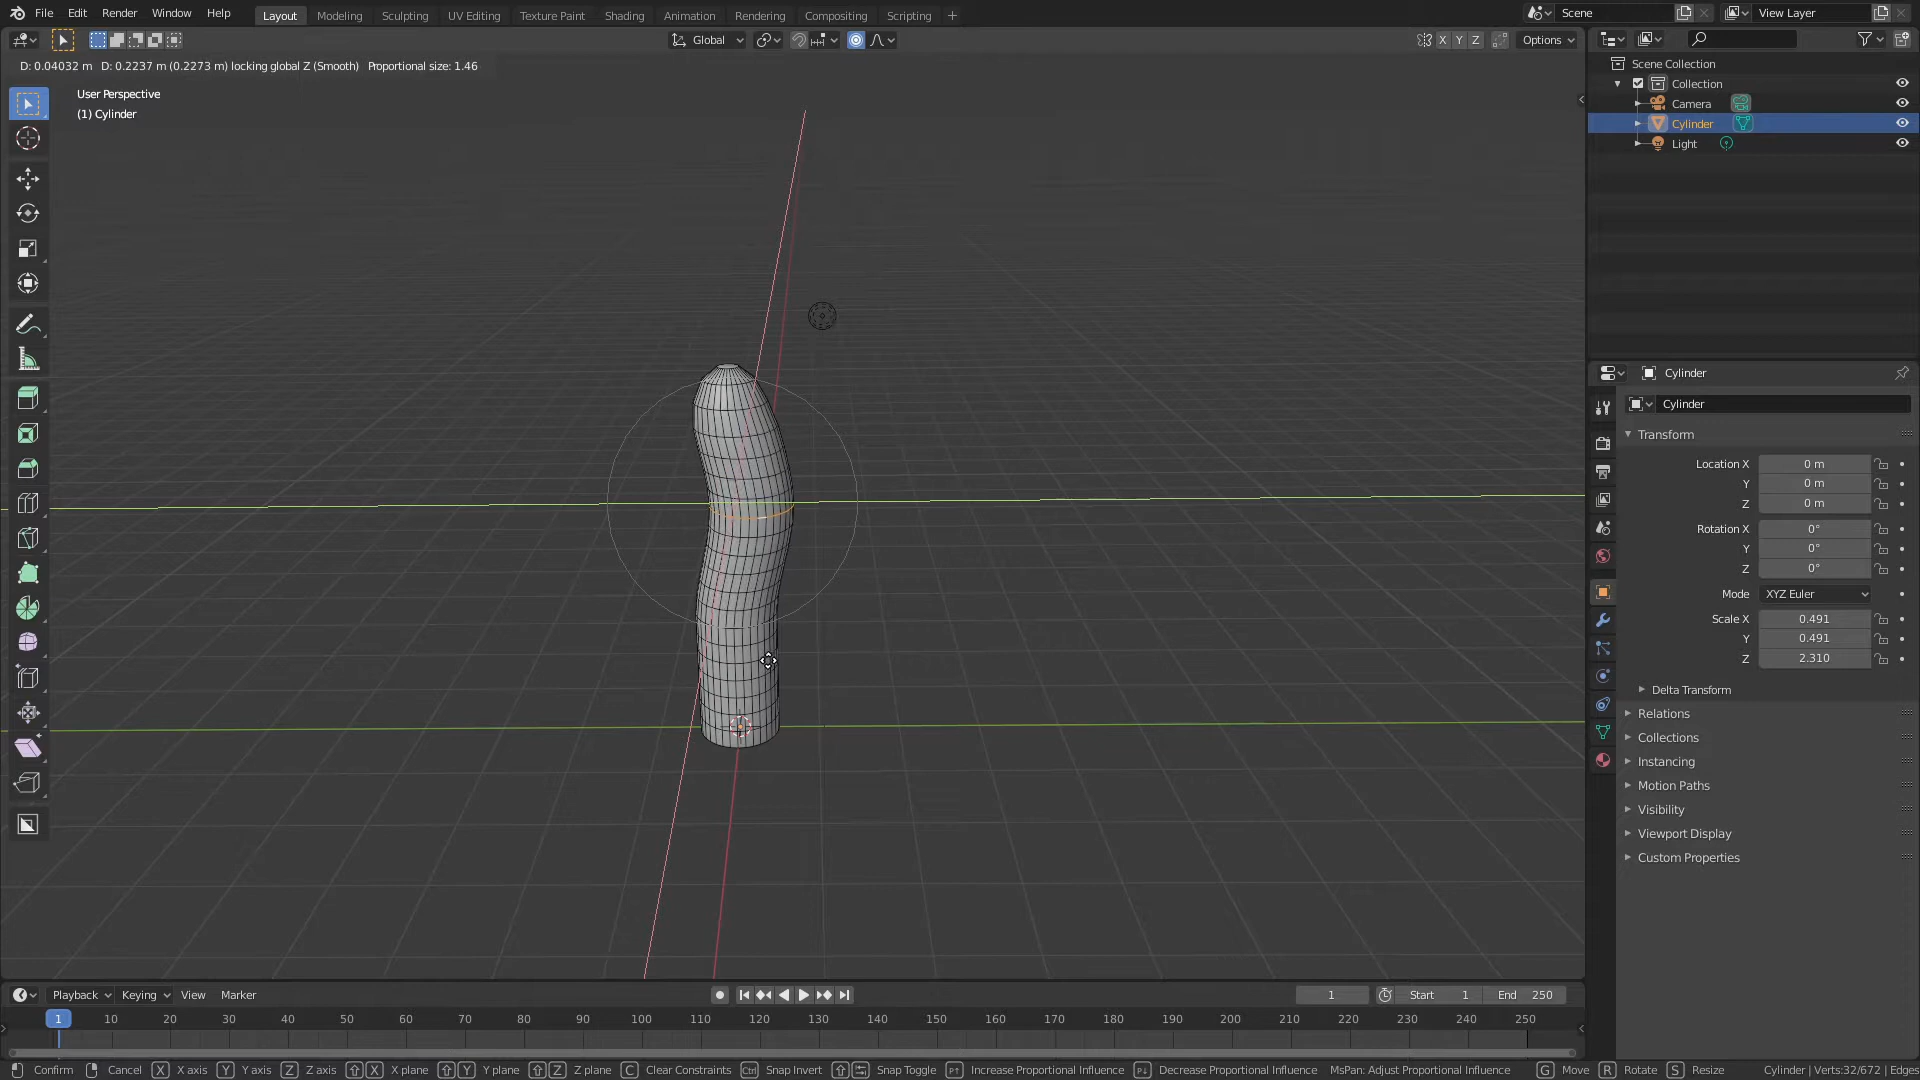 File Edit Render Window Help Layout Modeling Sculpting UV Editing Texture Paint Shading Animation Rendering Compositing Scripting + Scene View Layer
Global X Y Z Options
D: 0.04032 m D: 0.2237 m (0.2273 m) locking global Z (Smooth) Proportional size: 1.46
User Perspective
(1) Cylinder
Scene Collection
Collection
Camera
Cylinder
Light
Cylinder
Cylinder
Transform
Location X 0 m
Y 0 m
Z 0 m
Rotation X 0°
Y 0°
Z 0°
Mode XYZ Euler
Scale X 0.491
Y 0.491
Z 2.310
Delta Transform
Relations
Collections
Instancing
Motion Paths
Visibility
Viewport Display
Custom Properties
Playback Keying View Marker 1 Start 1 End 250
1 10 20 30 40 50 60 70 80 90 100 110 120 130 140 150 160 170 180 190 200 210 220 230 240 250
Confirm Cancel X X axis Y Y axis Z Z axis X X plane Y Y plane Z Z plane C Clear Constraints Ctrl Snap Invert Snap Toggle Increase Proportional Influence Decrease Proportional Influence MsPan: Adjust Proportional Influence G Move R Rotate S Resize Cylinder | Verts:32/672 | Edges